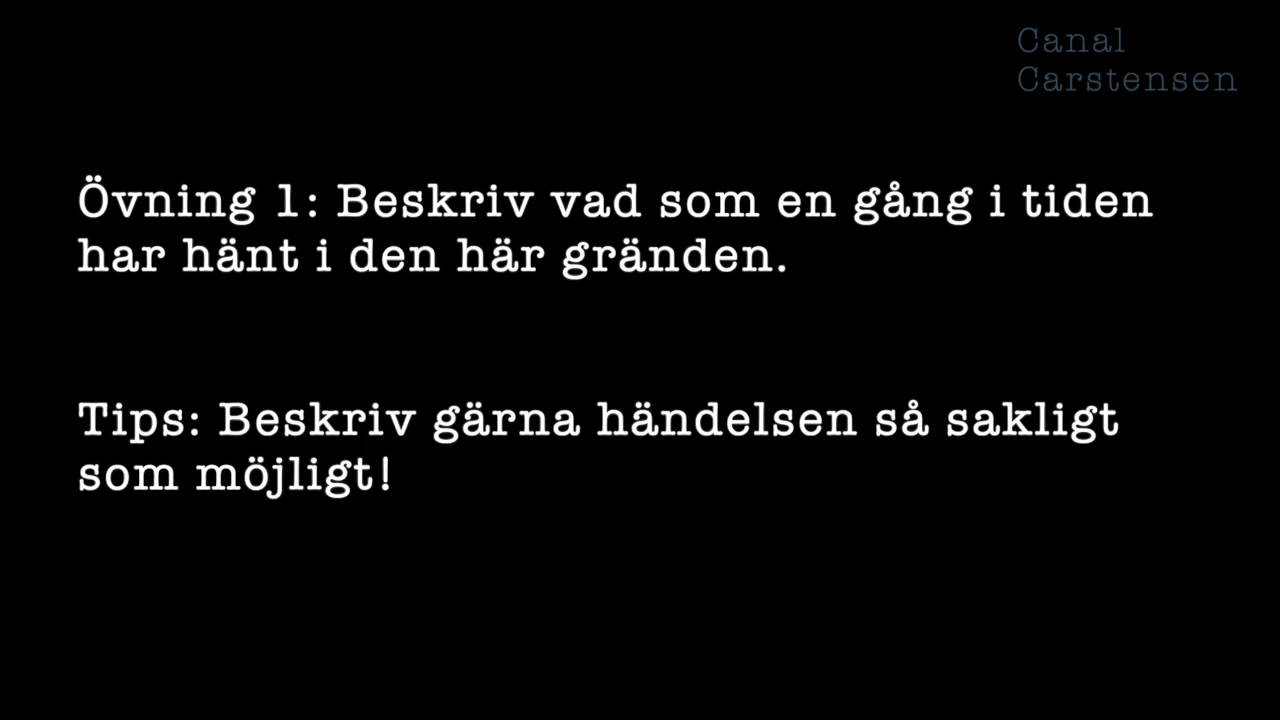 Canal
Carstensen
Övning 1: Beskriv vad som en gång i tiden
har hänt i den här gränden.
Tips: Beskriv gärna händelsen så sakligt
som möjligt!